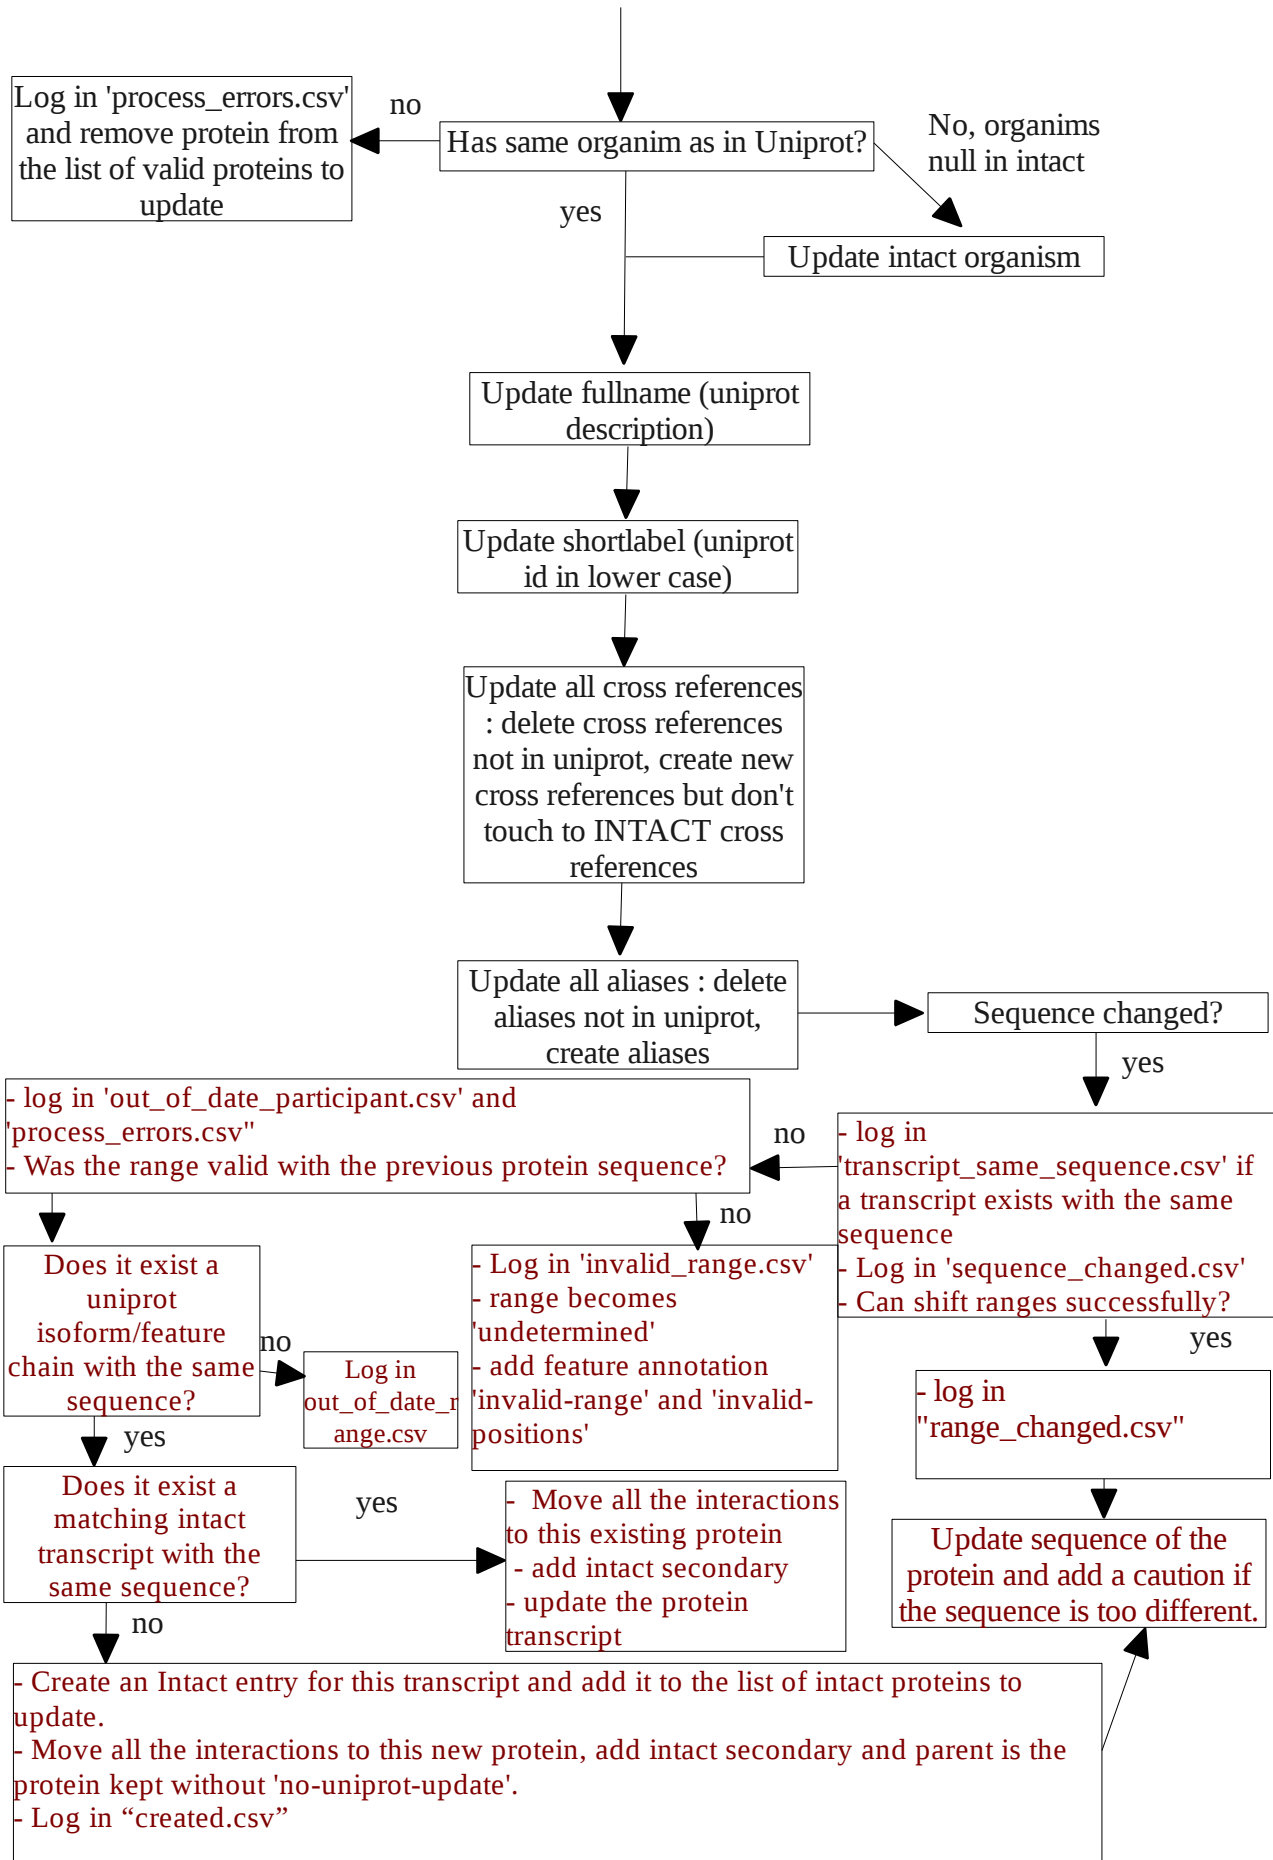 Log in 'process_errors.csv'
and remove protein from
the list of valid proteins to
update
no
Has same organim as in Uniprot?
No, organims
null in intact
yes
Update intact organism
Update fullname (uniprot
description)
Update shortlabel (uniprot
id in lower case)
Update all cross references
: delete cross references
not in uniprot, create new
cross references but don't
touch to INTACT cross
references
Update all aliases : delete
aliases not in uniprot,
create aliases
Sequence changed?
yes
- log in 'out_of_date_participant.csv' and
'process_errors.csv"
- Was the range valid with the previous protein sequence?
no
- log in
'transcript_same_sequence.csv' if
a transcript exists with the same
sequence
- Log in 'sequence_changed.csv'
- Can shift ranges successfully?
no
Does it exist a
uniprot
isoform/feature
chain with the same
sequence?
no
Log in
out_of_date_r
ange.csv
- Log in 'invalid_range.csv'
- range becomes
'undetermined'
- add feature annotation
'invalid-range' and 'invalid-
positions'
yes
- log in
"range_changed.csv"
yes
Does it exist a
matching intact
transcript with the
same sequence?
yes
- Move all the interactions
to this existing protein
- add intact secondary
- update the protein
transcript
Update sequence of the
protein and add a caution if
the sequence is too different.
no
- Create an Intact entry for this transcript and add it to the list of intact proteins to
update.
- Move all the interactions to this new protein, add intact secondary and parent is the
protein kept without 'no-uniprot-update'.
- Log in “created.csv”